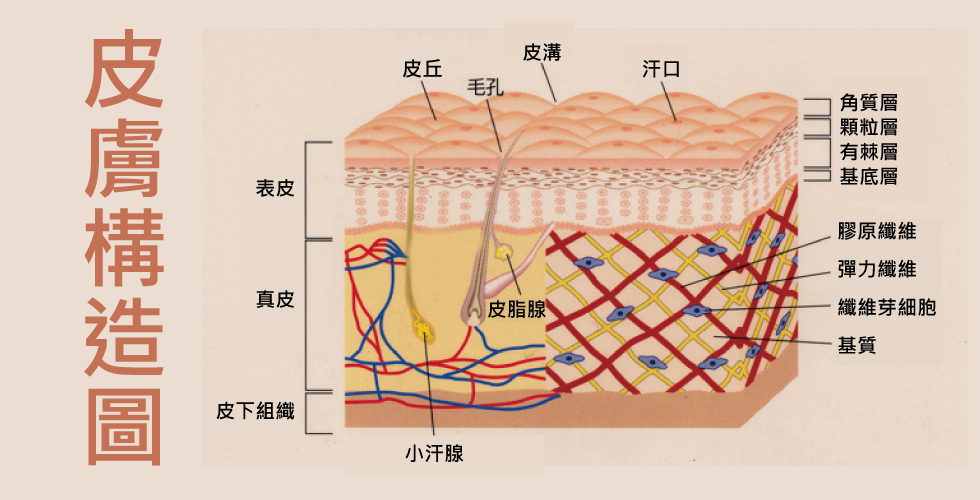 皮膚構造圖
皮丘
毛孔
皮溝
汗口
角質層
顆粒層
有棘層
基底層
表皮
真皮
皮下組織
膠原纖維
彈力纖維
纖維芽細胞
基質
皮脂腺
小汗腺